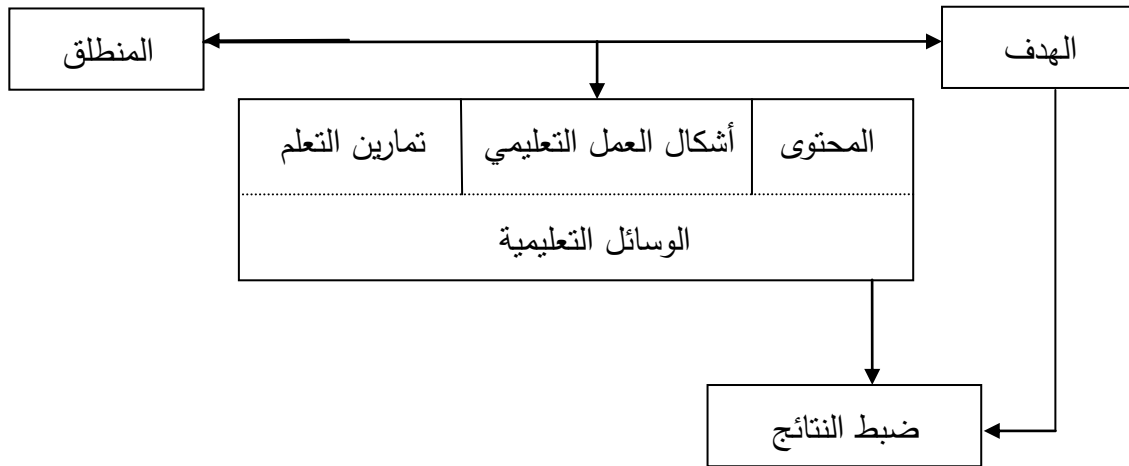 الهدف
المنطلق
المحتوى
أشكال العمل التعليمي
تمارين التعلم
الوسائل التعليمية
ضبط النتائج